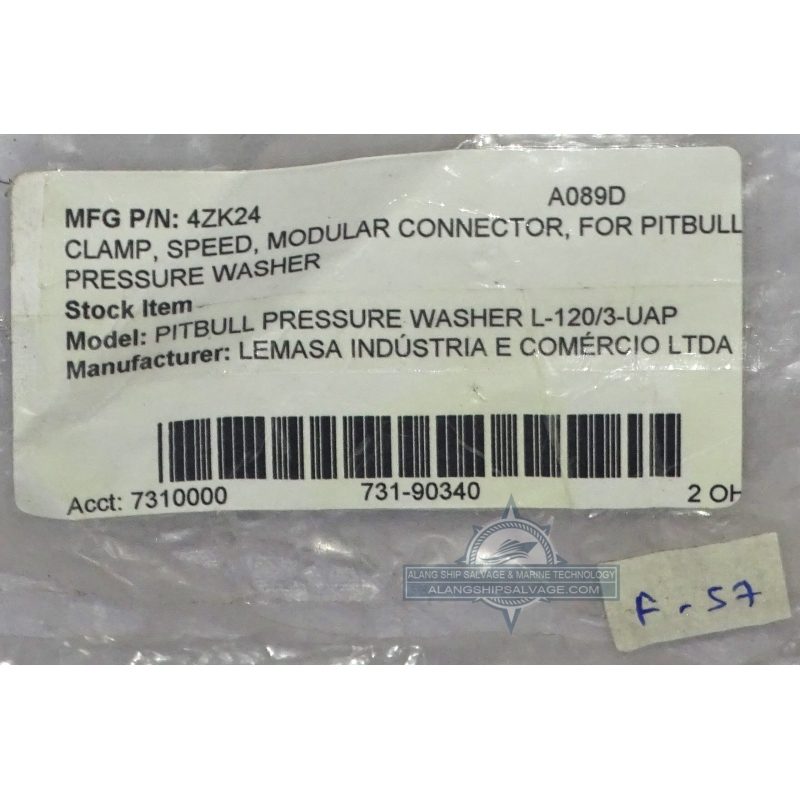 A089D
MFG P/N: 4ZK24
CLAMP, SPEED, MODULAR CONNECTOR, FOR PITBULL
PRESSURE WASHER
Stock Item
Model: PITBULL PRESSURE WASHER L-120/3-UAP
Manufacturer: LEMASA INDÚSTRIA E COMÉRCIO LTDA
Acct: 7310000 731-90340 2 OH
ALANG SHIP SALVAGE & MARINE TECHNOLOGY
ALANGSHIPSALVAGE.COM
F-57